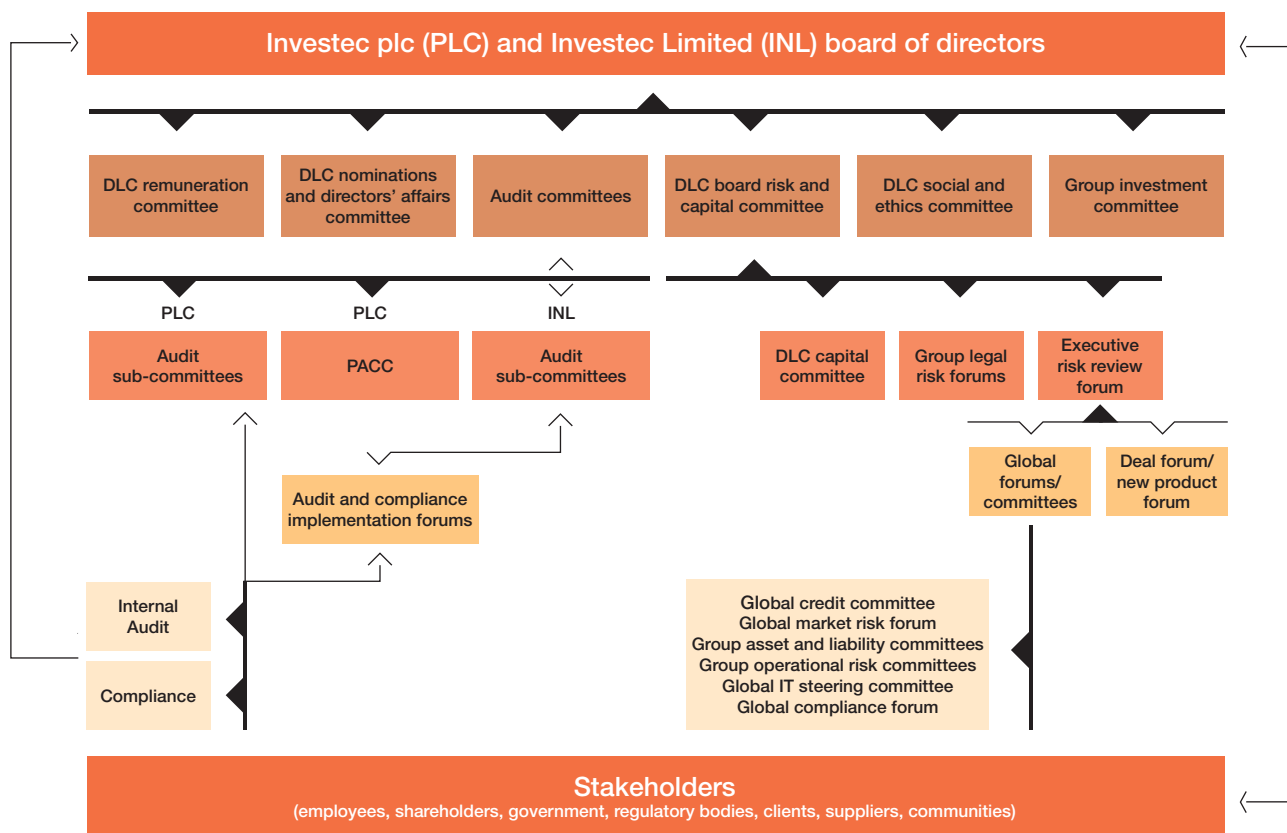 Investec plc (PLC) and Investec Limited (INL) board of directors
DLC remuneration
committee
DLC nominations
and directors’ affairs
committee
Audit committees
DLC board risk and
capital committee
DLC social and
ethics committee
Group investment
committee
PLC
PLC
INL
Audit
sub-committees
PACC
Audit
sub-committees
DLC capital
committee
Group legal
risk forums
Executive
risk review
forum
Global
forums/
committees
Deal forum/
new product
forum
Audit and compliance
implementation forums
Internal
Audit
Compliance
Global credit committee
Global market risk forum
Group asset and liability committees
Group operational risk committees
Global IT steering committee
Global compliance forum
Stakeholders
(employees, shareholders, government, regulatory bodies, clients, suppliers, communities)